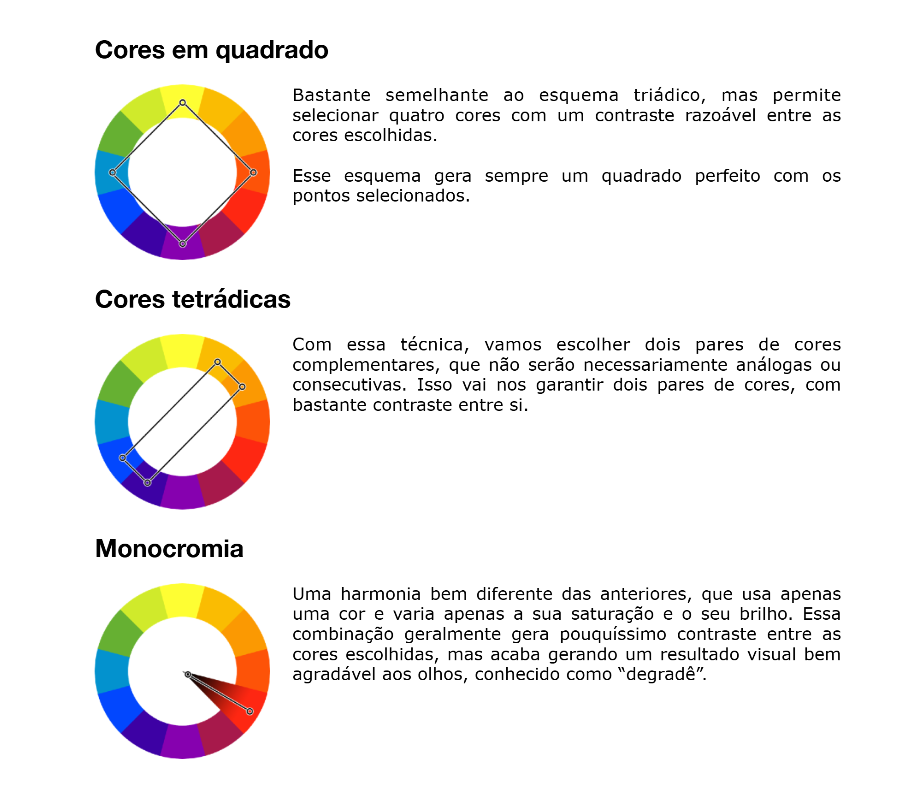 Cores em quadrado
Bastante semelhante ao esquema triádico, mas permite
selecionar quatro cores com um contraste razoável entre as
cores escolhidas.
Esse esquema gera sempre um quadrado perfeito com os
pontos selecionados.
Cores tetrádicas
Com essa técnica, vamos escolher dois pares de cores
complementares, que não serão necessariamente análogas ou
consecutivas. Isso vai nos garantir dois pares de cores, com
bastante contraste entre si.
Monocromia
Uma harmonia bem diferente das anteriores, que usa apenas
uma cor e varia apenas a sua saturação e o seu brilho. Essa
combinação geralmente gera pouquíssimo contraste entre as
cores escolhidas, mas acaba gerando um resultado visual bem
agradável aos olhos, conhecido como “degradê”.